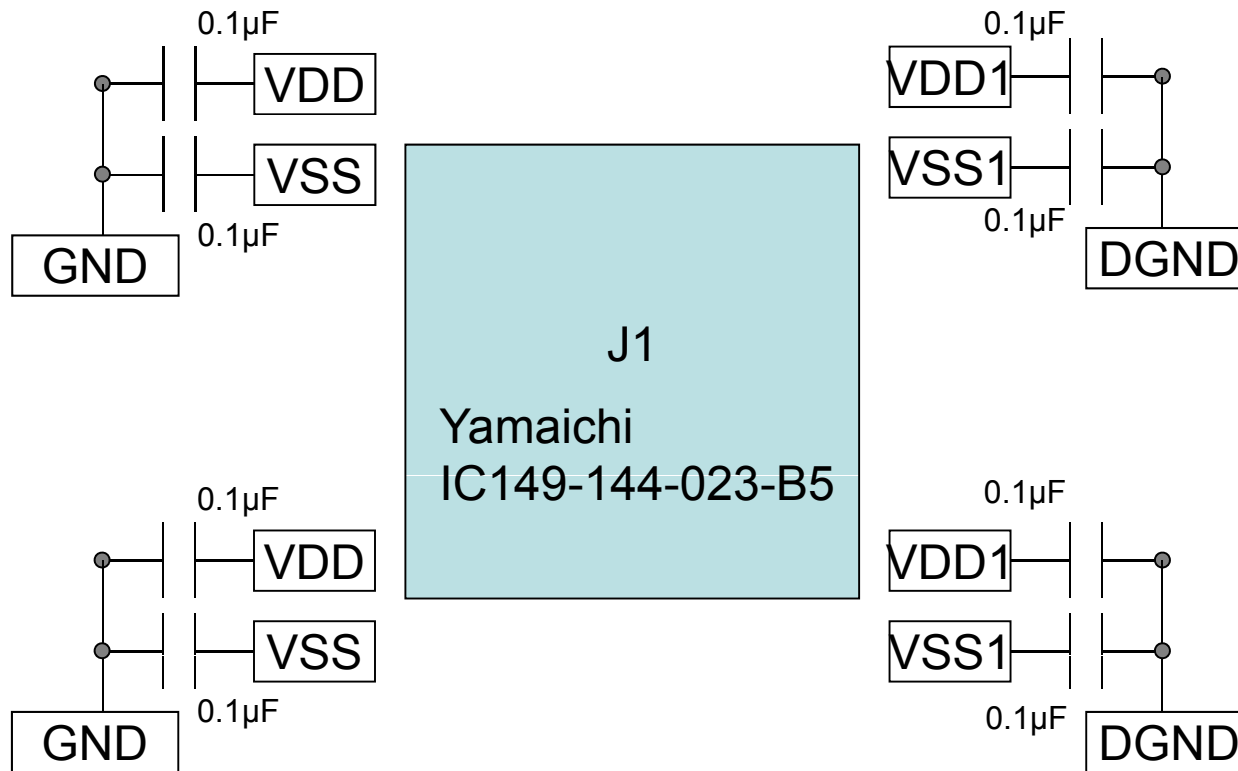 0.1µF
0.1µF
VDD
VDD1
VSS
VSS1
0.1µF
0.1µF
GND
DGND
J1
Yamaichi
IC149-144-023-B5
0.1µF
0.1µF
VDD
VDD1
VSS
VSS1
0.1µF
0.1µF
GND
DGND